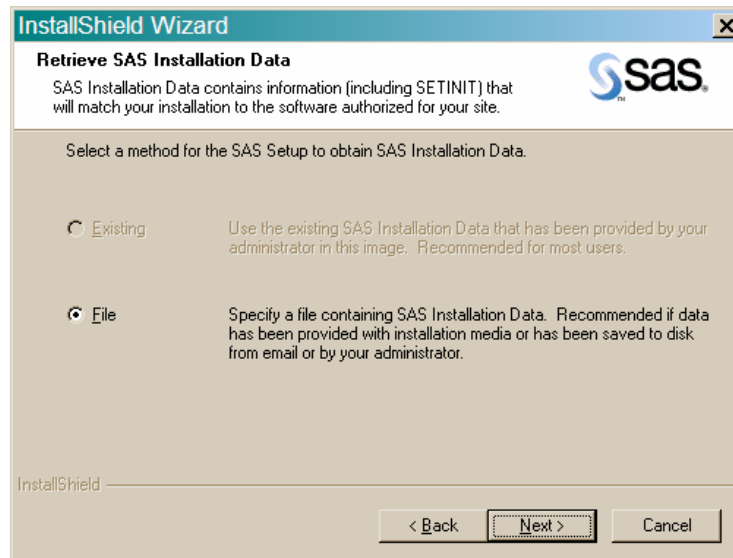 InstallShield Wizard
Retrieve SAS Installation Data
SAS Installation Data contains information (including SETINIT) that
will match your installation to the software authorized for your site.
sas.
TM
Select a method for the SAS Setup to obtain SAS Installation Data.
Existing
Use the existing SAS Installation Data that has been provided by your
administrator in this image. Recommended for most users.
File
Specify a file containing SAS Installation Data. Recommended if data
has been provided with installation media or has been saved to disk
from email or by your administrator.
InstallShield
< Back
Next >
Cancel